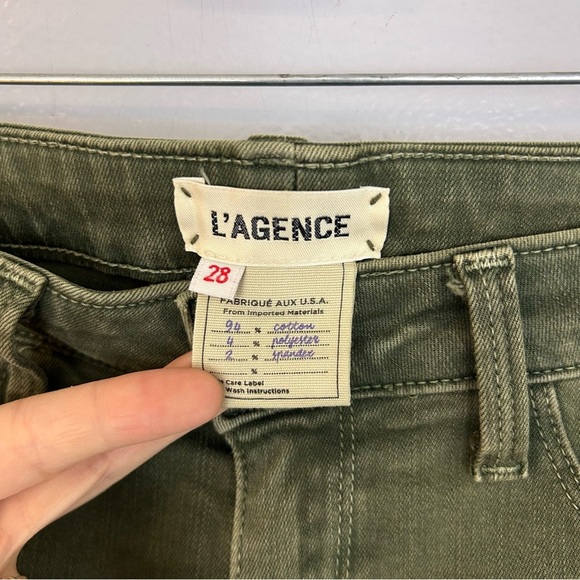 L'AGENCE
28
FABRIQUÉ AUX U.S.A.
From Imported Materials
94 % cotton
4 % polyester
2 % spandex
%
Care Label
Wash Instructions